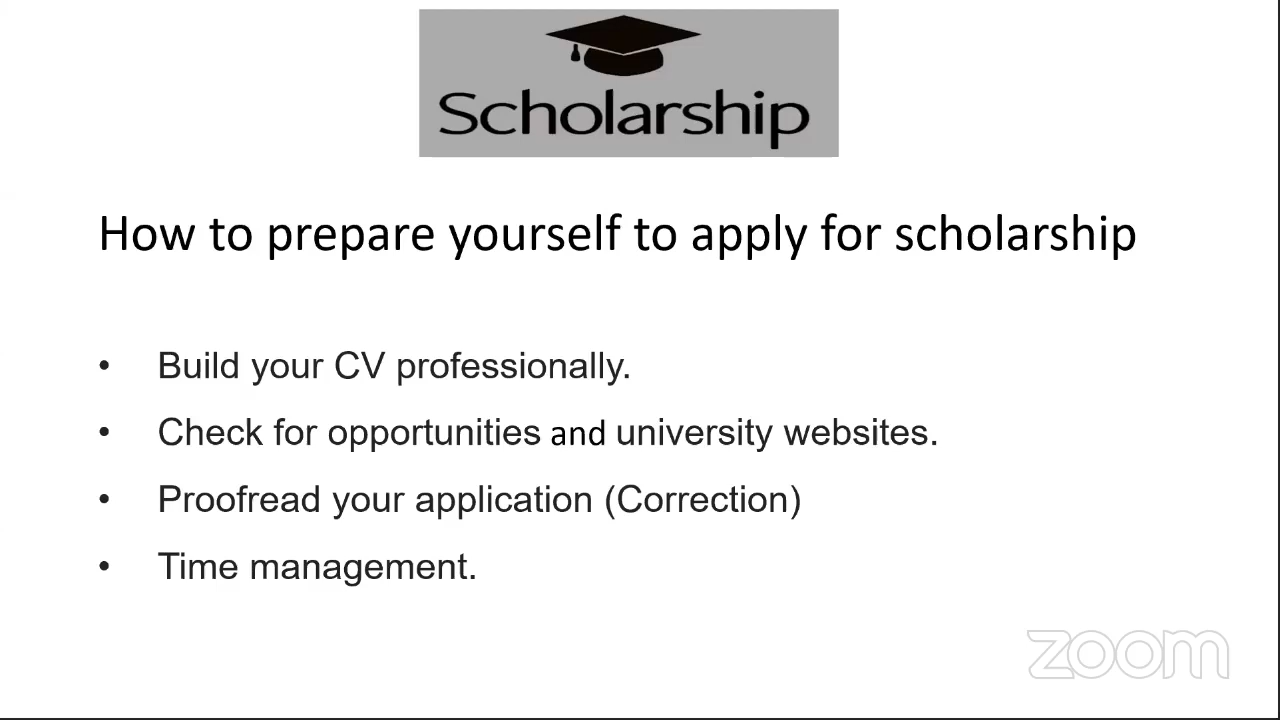 Scholarship
How to prepare yourself to apply for scholarship
• Build your CV professionally.
• Check for opportunities and university websites.
• Proofread your application (Correction)
• Time management.
zoom